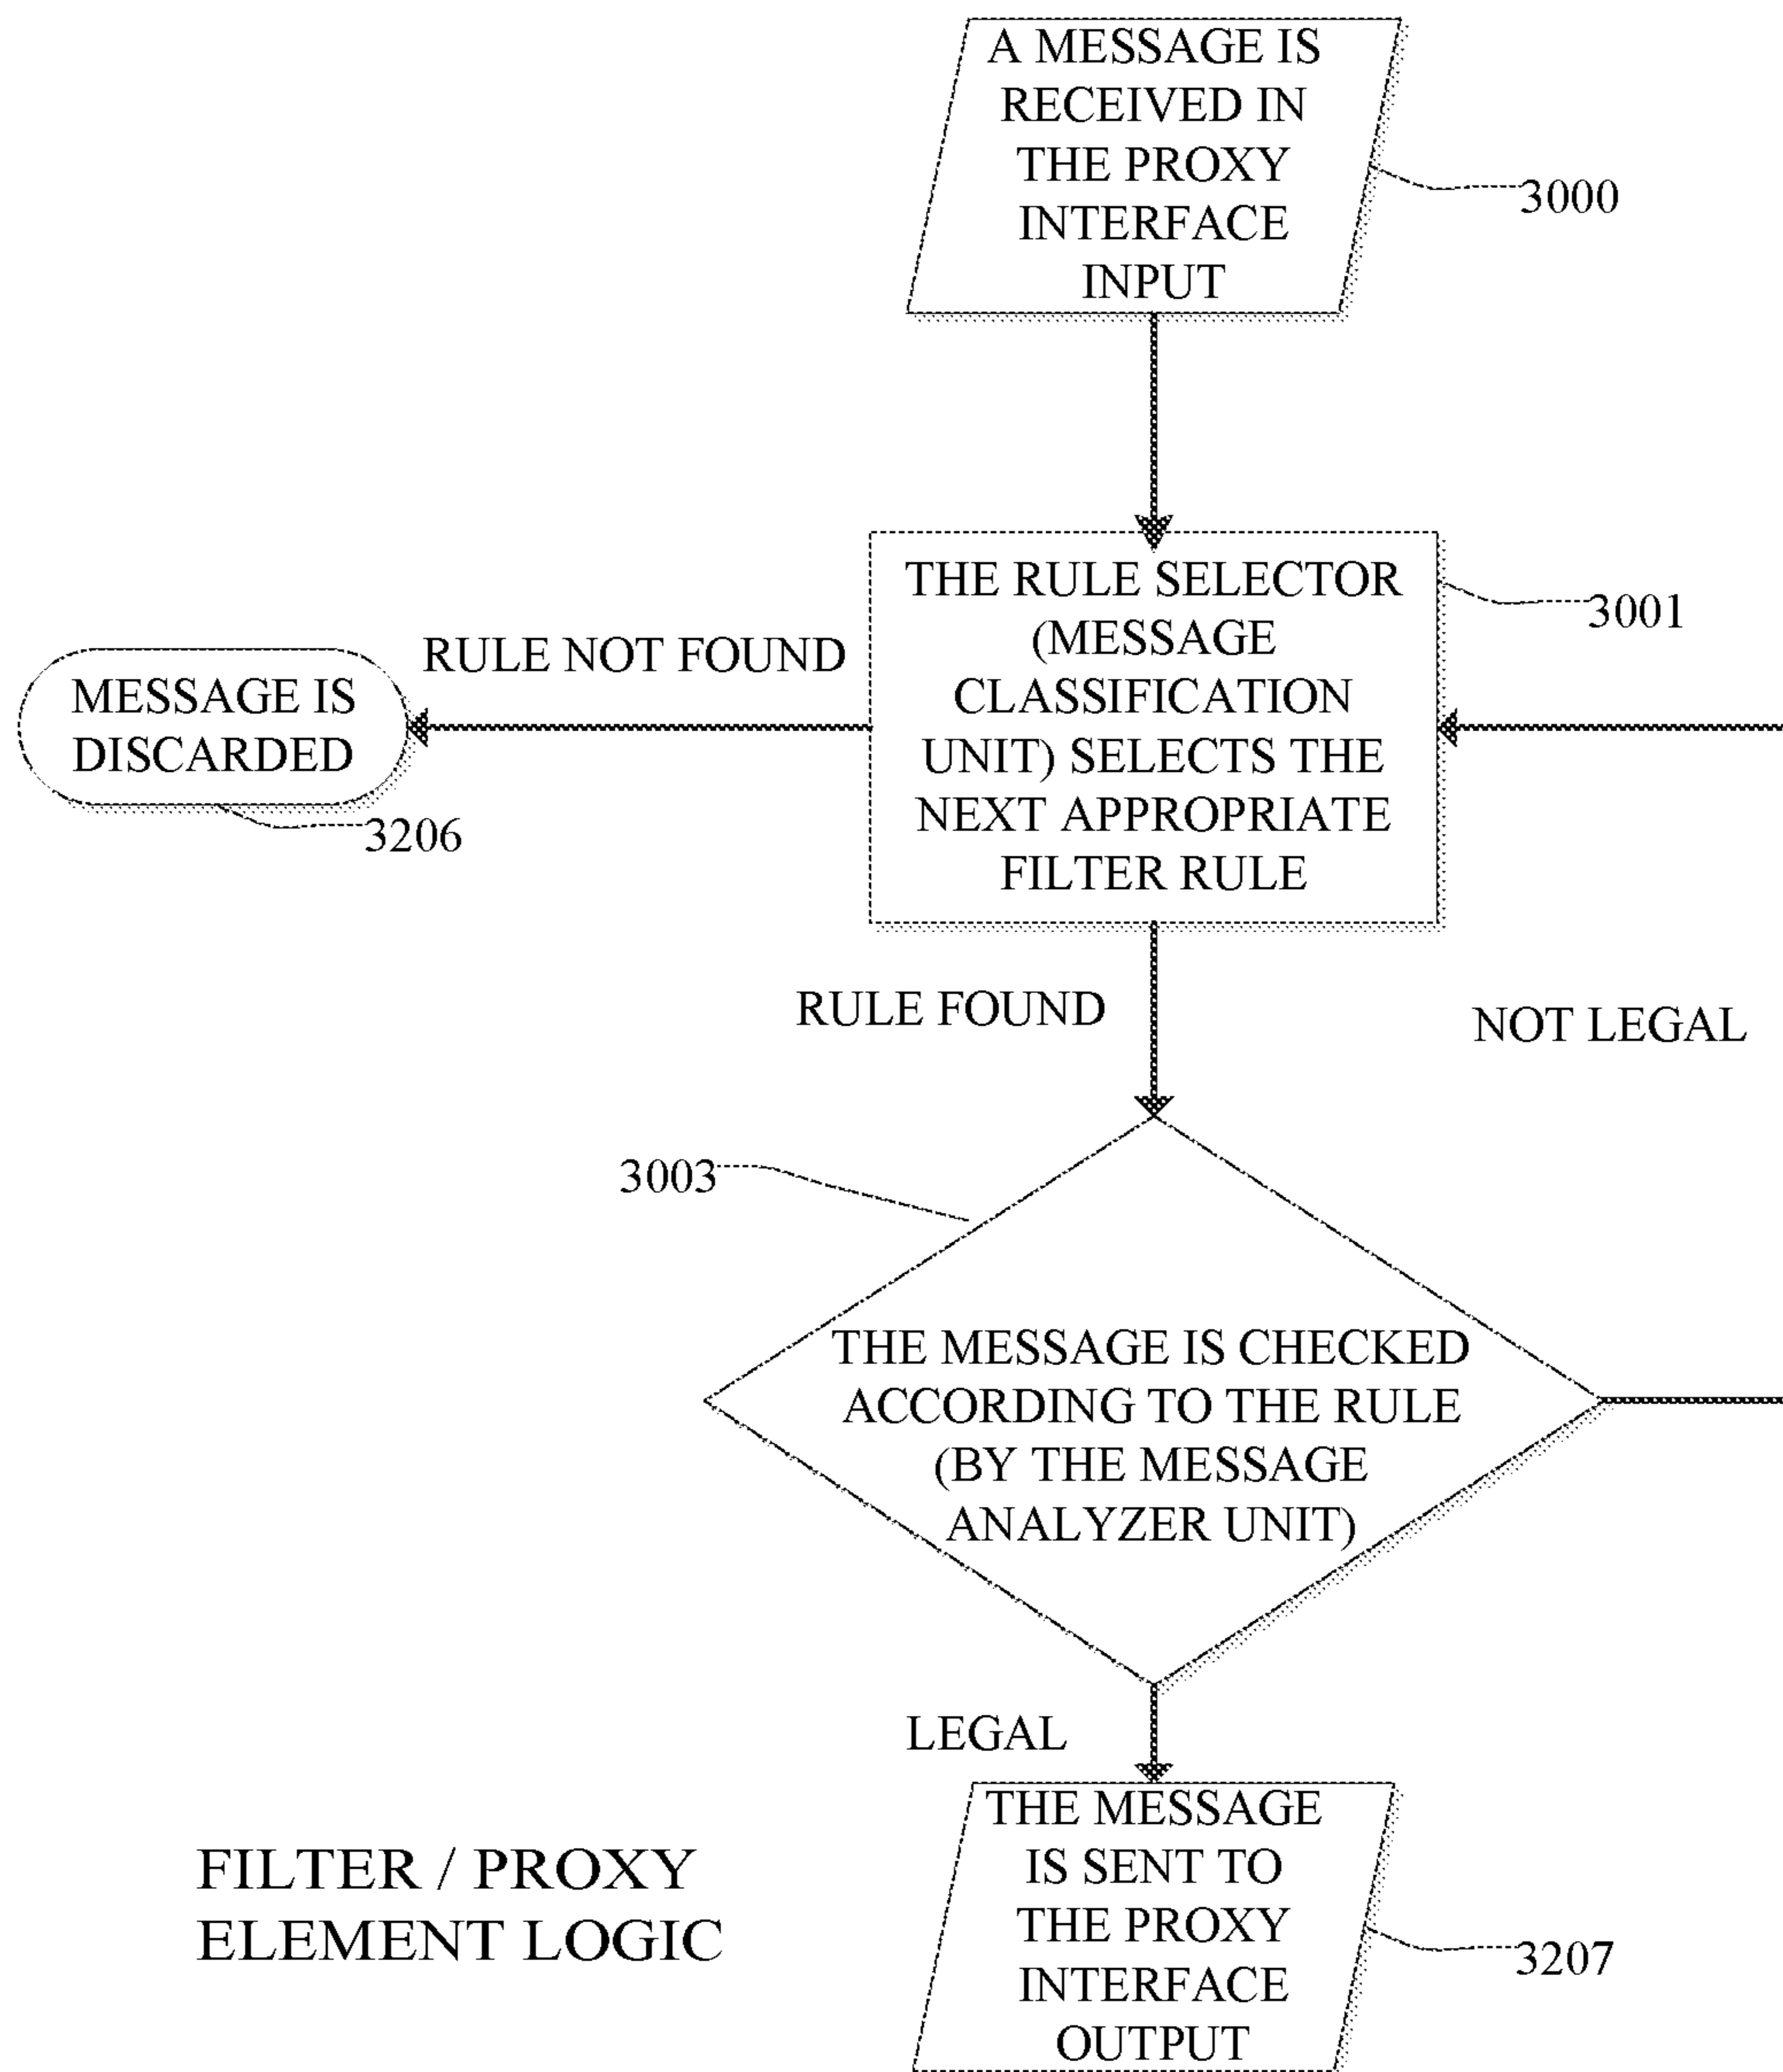 A MESSAGE IS
RECEIVED IN
THE PROXY
INTERFACE
INPUT
3000
THE RULE SELECTOR
(MESSAGE
CLASSIFICATION
UNIT) SELECTS THE
NEXT APPROPRIATE
FILTER RULE
3001
RULE NOT FOUND
MESSAGE IS
DISCARDED
3206
RULE FOUND
NOT LEGAL
3003
THE MESSAGE IS CHECKED
ACCORDING TO THE RULE
(BY THE MESSAGE
ANALYZER UNIT)
LEGAL
THE MESSAGE
IS SENT TO
THE PROXY
INTERFACE
OUTPUT
3207
FILTER / PROXY
ELEMENT LOGIC